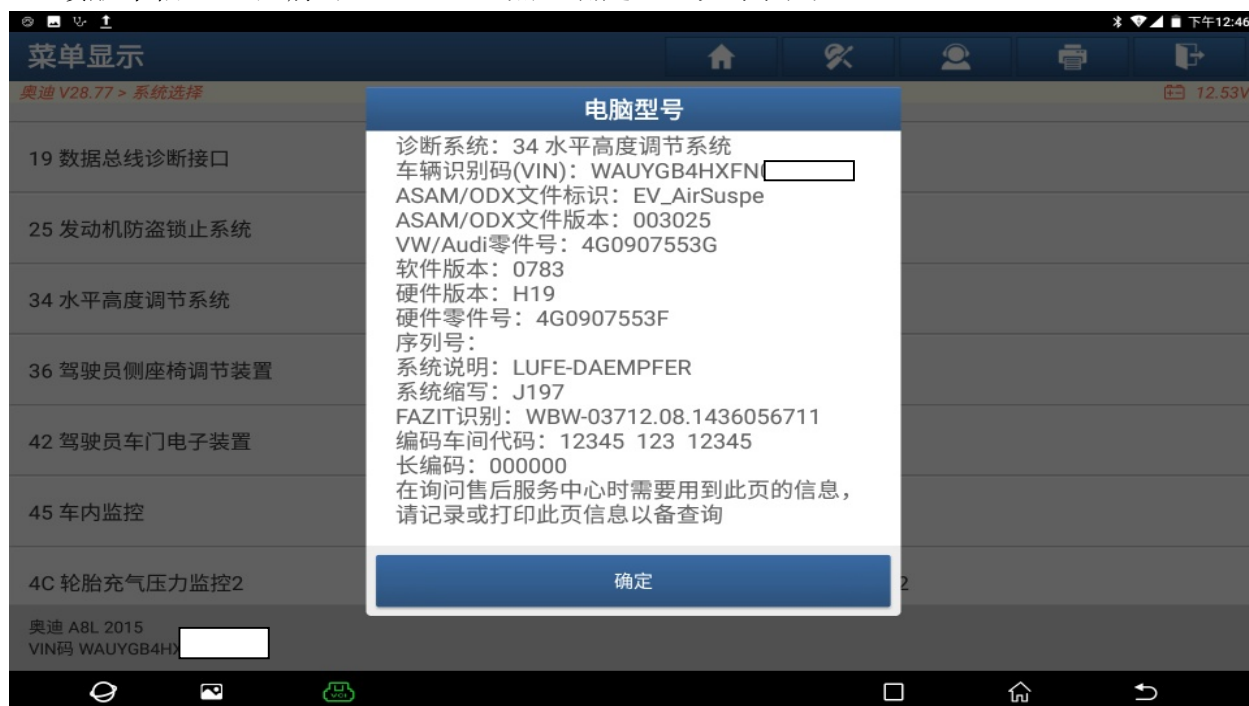 下午12:46
菜单显示
奥迪 V28.77 > 系统选择
12.53V
19 数据总线诊断接口
25 发动机防盗锁止系统
34 水平高度调节系统
36 驾驶员侧座椅调节装置
42 驾驶员车门电子装置
45 车内监控
4C 轮胎充气压力监控2
2
电脑型号
诊断系统：34 水平高度调节系统
车辆识别码(VIN)：WAUYGB4HXFN
ASAM/ODX文件标识：EV_AirSuspe
ASAM/ODX文件版本：003025
VW/Audi零件号：4G0907553G
软件版本：0783
硬件版本：H19
硬件零件号：4G0907553F
序列号：
系统说明：LUFE-DAEMPFER
系统缩写：J197
FAZIT识别：WBW-03712.08.1436056711
编码车间代码：12345 123 12345
长编码：000000
在询问售后服务中心时需要用到此页的信息，
请记录或打印此页信息以备查询
确定
奥迪 A8L 2015
VIN码 WAUYGB4HX
VCI